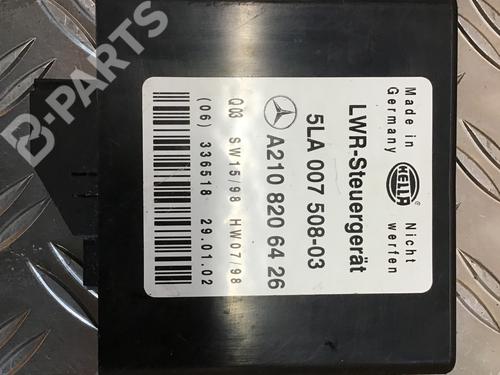 B-PARTS
Made in
Germany
HELLA
Nicht
werfen
LWR-Steuergerät
5LA 007 508-03
A210 820 64 26
Q03 SW15/98 HW07/98
(06) 336518 29.01.02